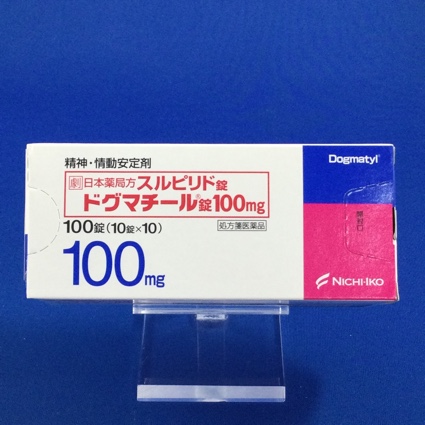 精神・情動安定剤
劇 日本薬局方 スルピリド錠
ドグマチール®錠100mg
100錠(10錠×10)
処方箋医薬品
100mg
Dogmatyl®
開封口
NICHI-IKO